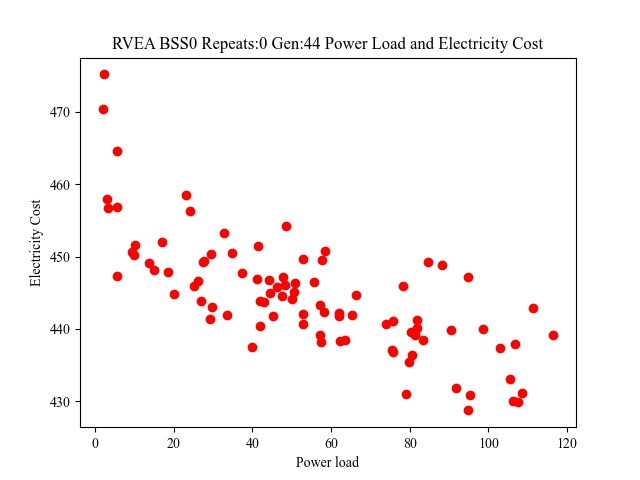 RVEA BSS0 Repeats:0 Gen:44 Power Load and Electricity Cost
470
460
450
440
430
Electricity Cost
0 20 40 60 80 100 120
Power load